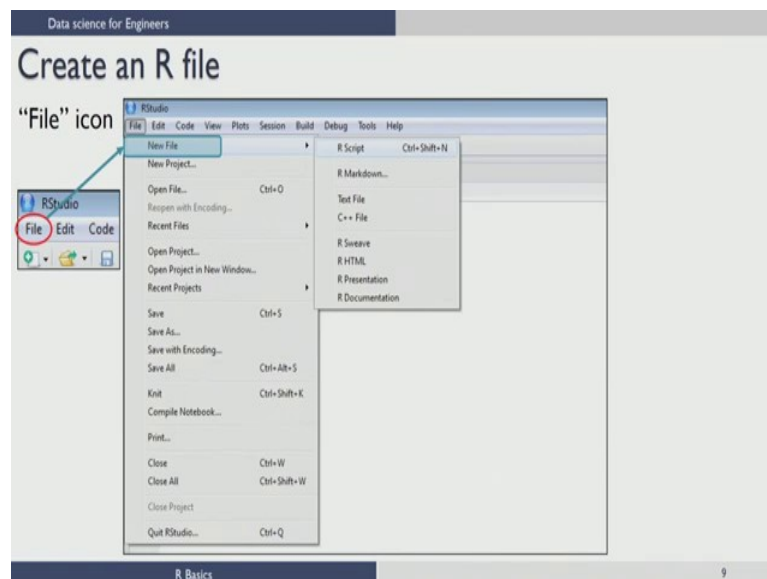 Data science for Engineers
Create an R file
“File” icon
RStudio
File Edit Code
RStudio
File Edit Code View Plots Session Build Debug Tools Help
New File
New Project...
Open File... Ctrl+O
Reopen with Encoding...
Recent Files
Open Project...
Open Project in New Window...
Recent Projects
Save Ctrl+S
Save As...
Save with Encoding...
Save All Ctrl+Alt+S
Knit Ctrl+Shift+K
Compile Notebook...
Print...
Close Ctrl+W
Close All Ctrl+Shift+W
Close Project
Quit RStudio... Ctrl+Q
R Script Ctrl+Shift+N
R Markdown...
Text File
C++ File
R Sweave
R HTML
R Presentation
R Documentation
R Basics
9